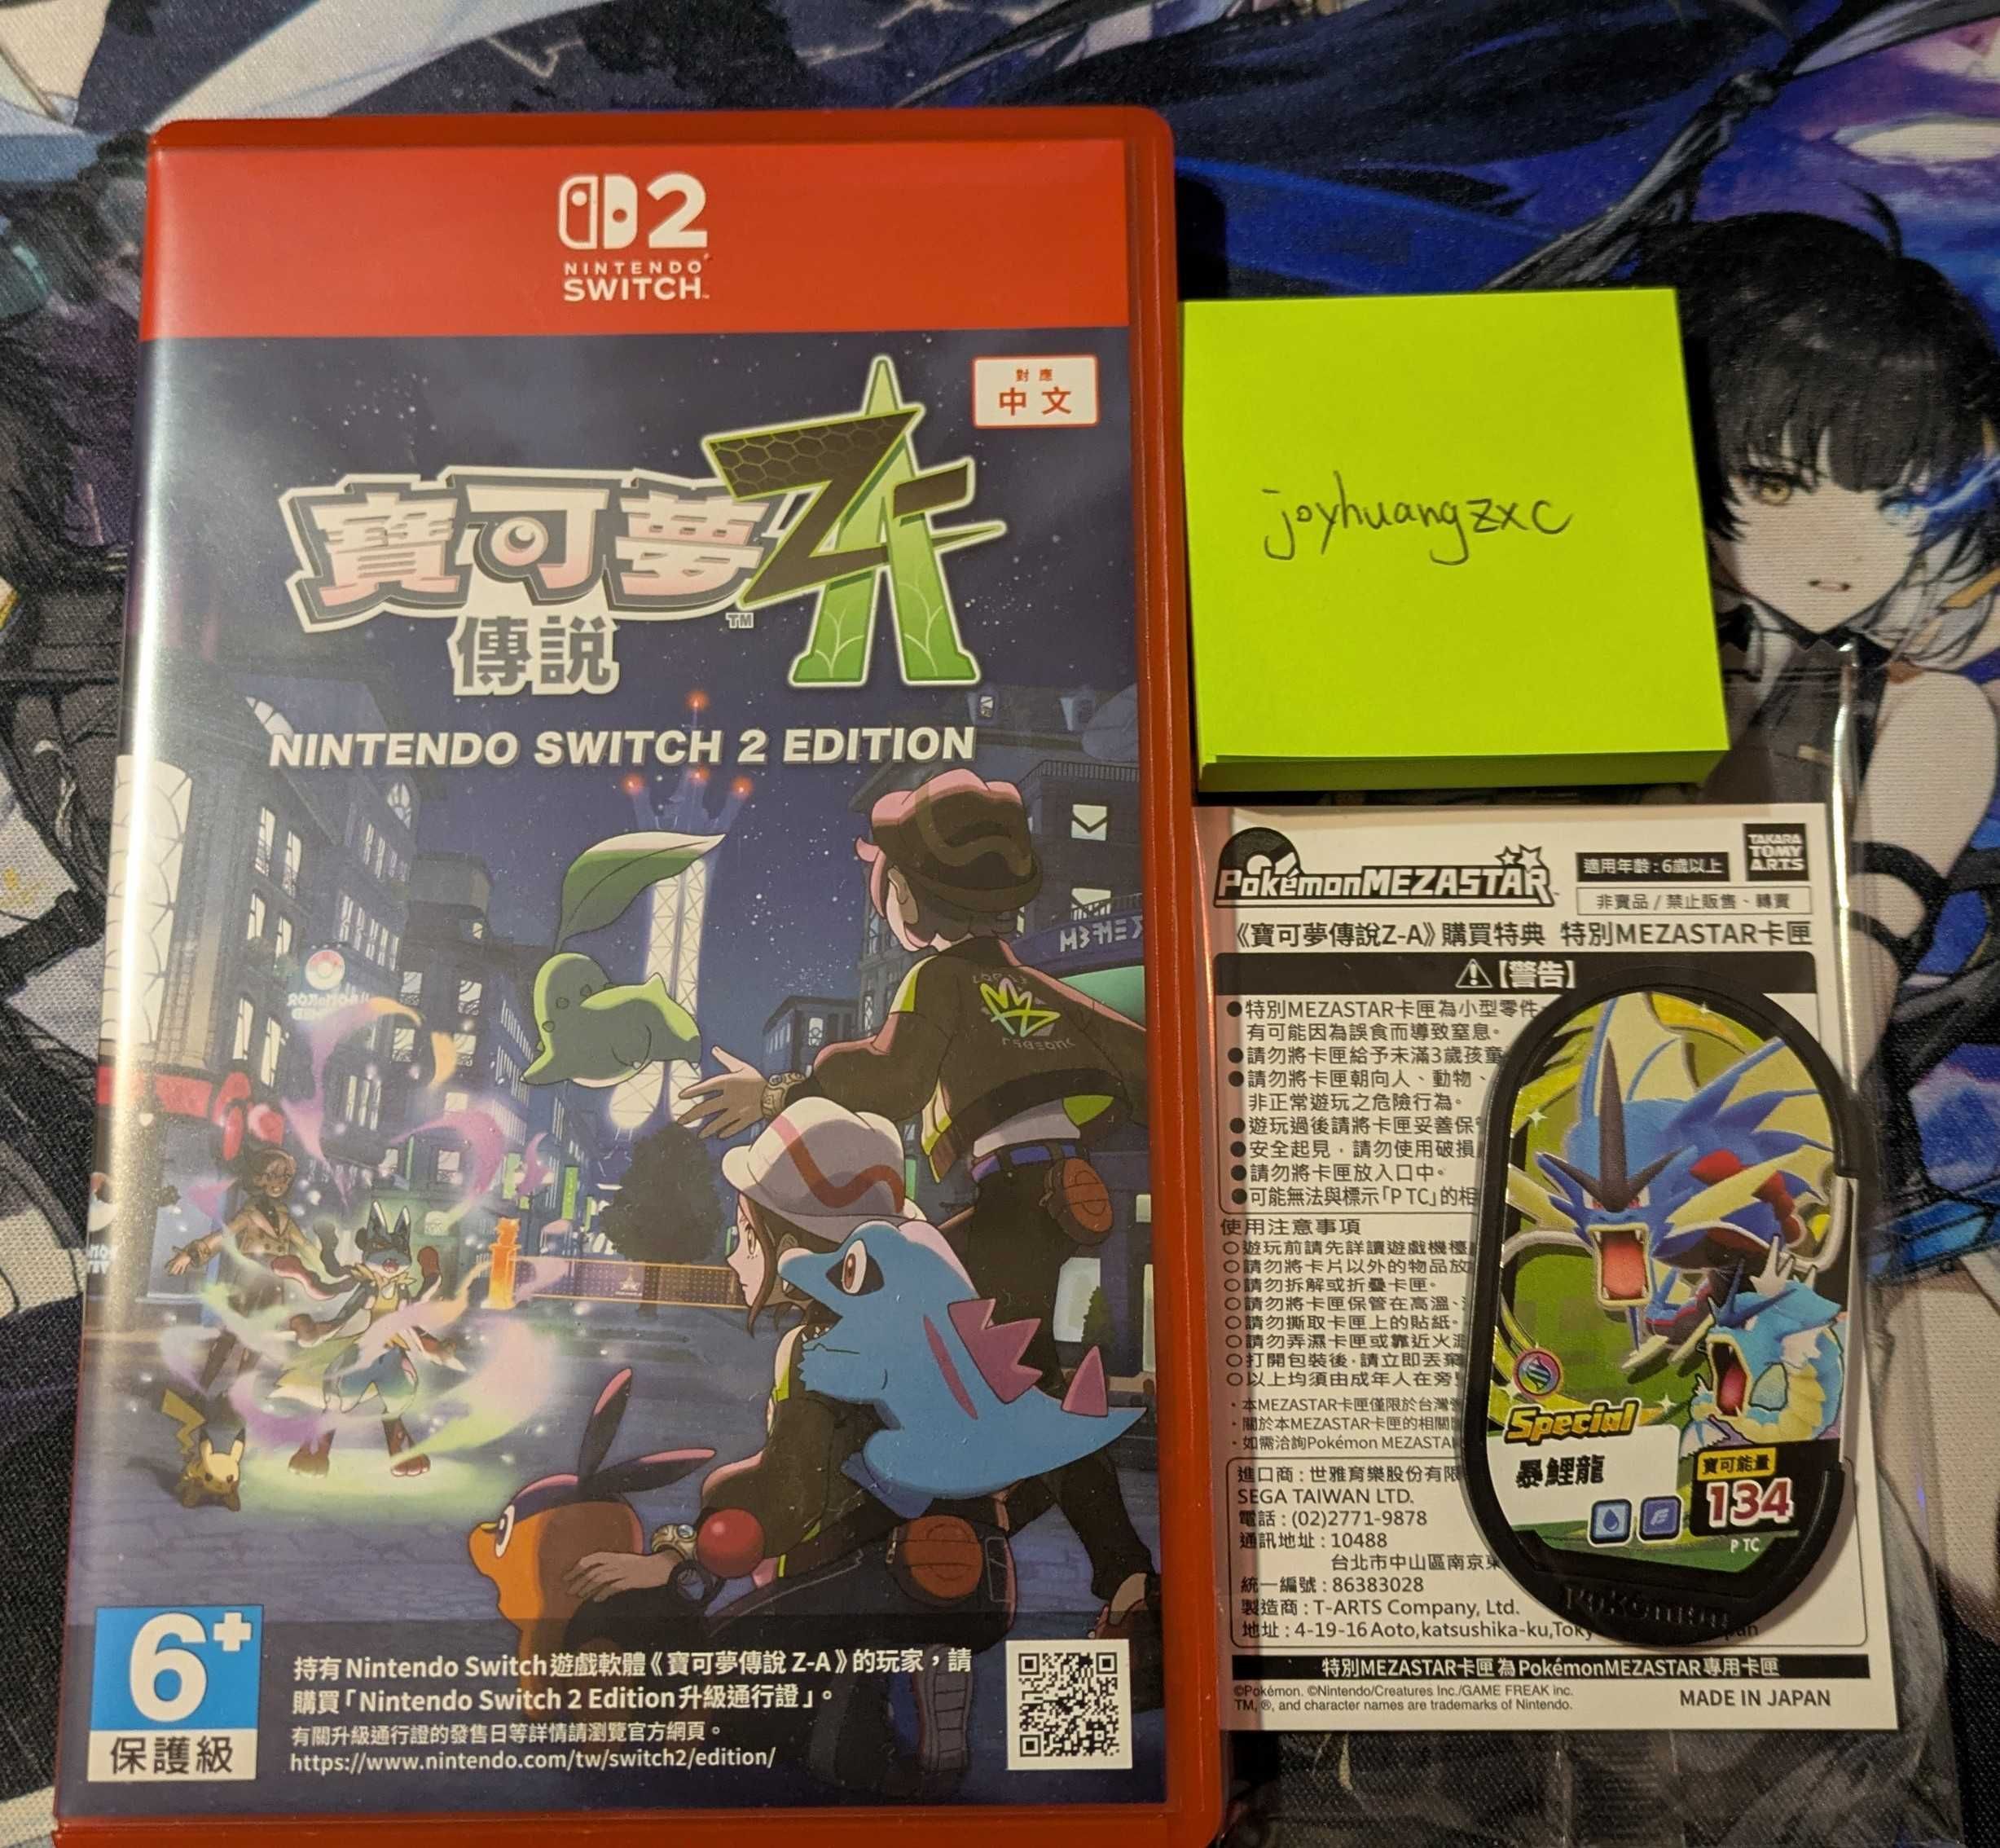 2
NINTENDO
SWITCH™
對應
中文
寶可夢
ZA
™
傳説
NINTENDO SWITCH 2 EDITION
6+
保護級
持有Nintendo Switch遊戲軟體《寶可夢傳說 Z-A》的玩家，請
購買「Nintendo Switch 2 Edition升級通行證」。
有關升級通行證的發售日等詳情請瀏覽官方網頁。
https://www.nintendo.com/tw/switch2/edition/
joyhuangzxc
PokémonMEZASTAR™
適用年齡：6歲以上
TAKARA
TOMY
A.R.T.S
非賣品/禁止販售、轉賣
《寶可夢傳說Z-A》購買特典 特別MEZASTAR卡匣
⚠【警告】
●特別MEZASTAR卡匣為小型零件
有可能因為誤食而導致窒息。
●請勿將卡匣給予未滿3歲孩童
●請勿將卡匣朝向人、動物、
非正常遊玩之危險行為。
●遊玩過後請將卡匣妥善保
●安全起見，請勿使用破損
●請勿將卡匣放入口中。
●可能無法與標示「P TC」的相
使用注意事項
○遊玩前請先詳讀遊戲機檯
○請勿將卡片以外的物品放
○請勿拆解或折疊卡匣。
○請勿將卡匣保管在高溫、
○請勿撕取卡匣上的貼紙。
○請勿弄濕卡匣或靠近火
○打開包裝後，請立即丟棄
○以上均須由成年人在旁
・本MEZASTAR卡匣僅限於台灣
・關於本MEZASTAR卡匣的相關
・如需洽詢Pokémon MEZASTA
進口商：世雅育樂股份有限
SEGA TAIWAN LTD.
電話：(02)2771-9878
通訊地址：10488
台北市中山區南京東
統一編號：86383028
製造商：T-ARTS Company, Ltd.
地址：4-19-16 Aoto,katsushika-ku,Toky
特別MEZASTAR卡匣為PokémonMEZASTAR專用卡匣
©Pokémon. ©Nintendo/Creatures Inc./GAME FREAK inc.
TM, ®, and character names are trademarks of Nintendo.
MADE IN JAPAN
Special
暴鯉龍
寶可能量
134
P TC
Pokémon